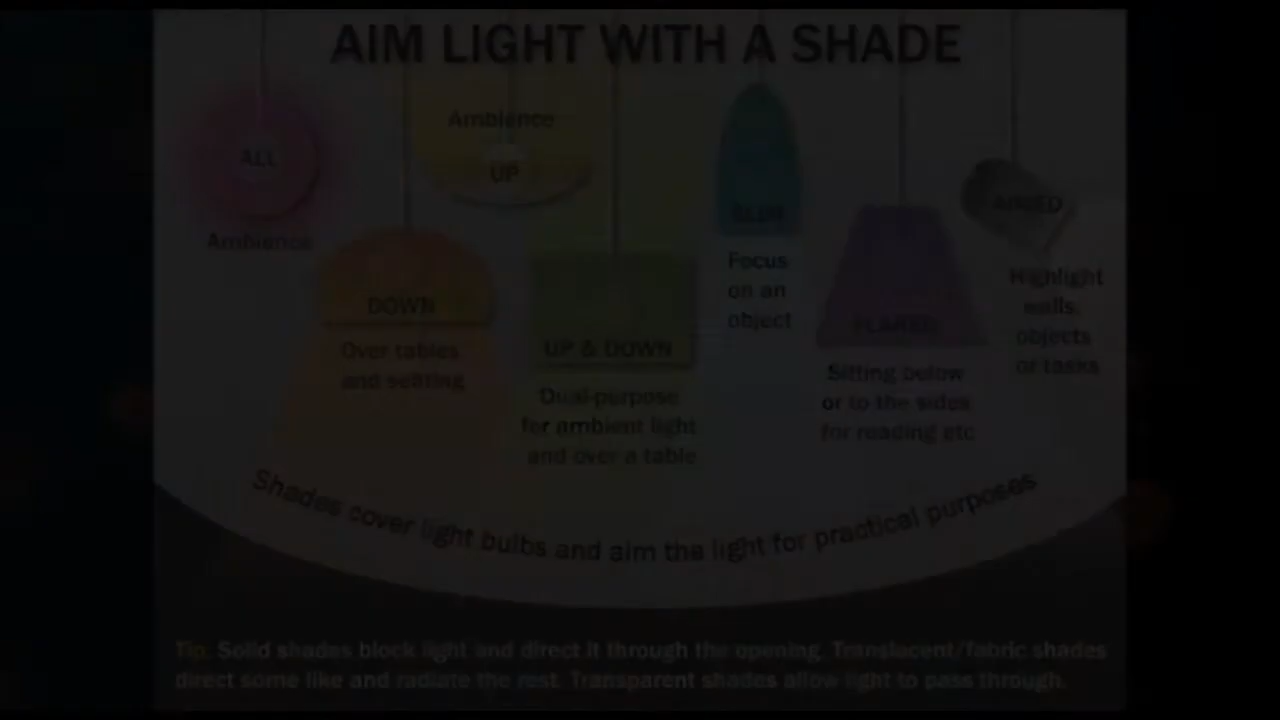 AIM LIGHT WITH A SHADE
ALL
Ambience
Ambience
UP
DOWN
Over tables
and seating
UP & DOWN
Dual-purpose
for ambient light
and over a table
SLIM
Focus
on an
object
FLARED
Sitting below
or to the sides
for reading etc
AIMED
Highlight
walls,
objects
or tasks
Shades cover light bulbs and aim the light for practical purposes
Tip. Solid shades block light and direct it through the opening. Translucent/fabric shades
direct some like and radiate the rest. Transparent shades allow light to pass through.